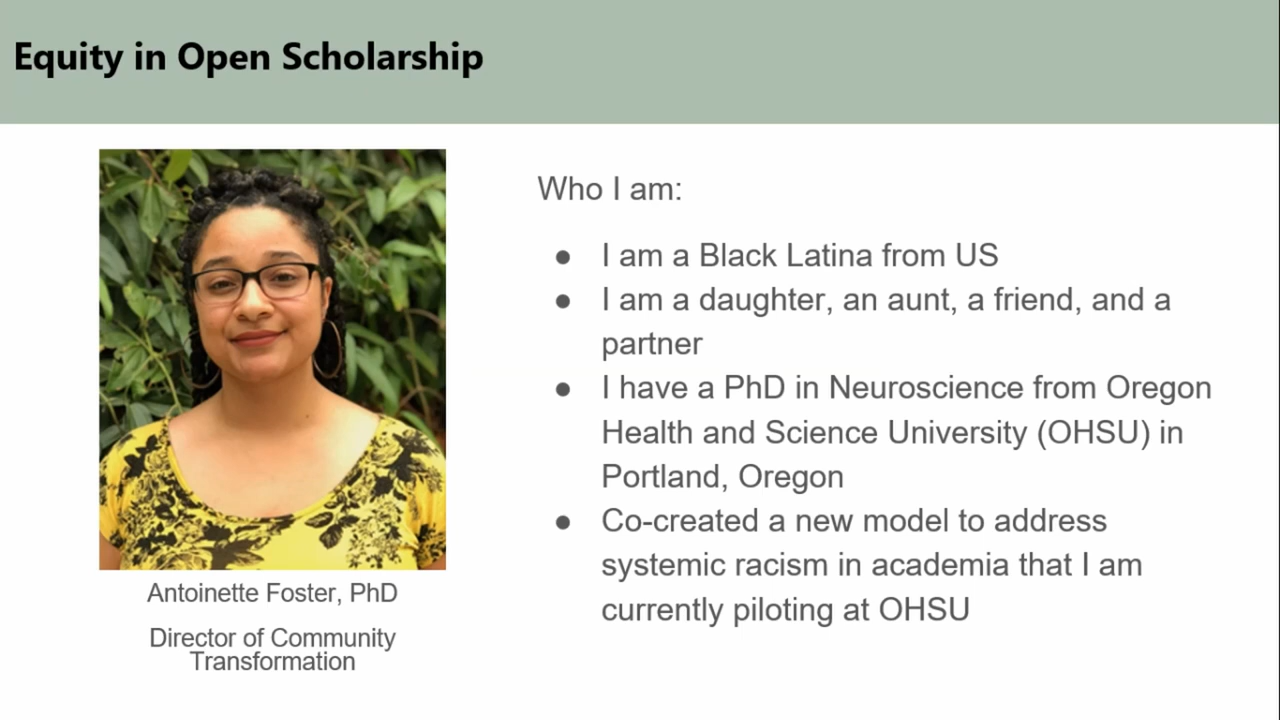 Equity in Open Scholarship
Who I am:
● I am a Black Latina from US
● I am a daughter, an aunt, a friend, and a
partner
● I have a PhD in Neuroscience from Oregon
Health and Science University (OHSU) in
Portland, Oregon
● Co-created a new model to address
systemic racism in academia that I am
currently piloting at OHSU
Antoinette Foster, PhD
Director of Community
Transformation